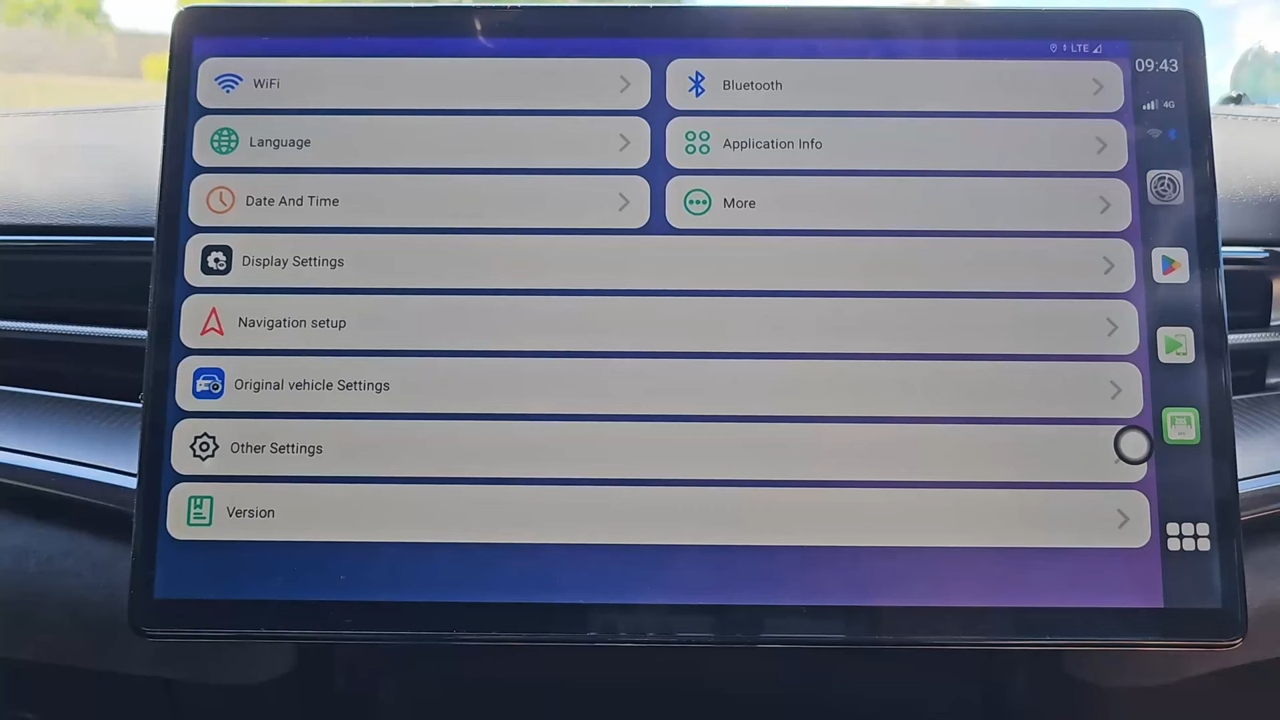 LTE
09:43
4G
WiFi
Bluetooth
Language
Application Info
Date And Time
More
Display Settings
Navigation setup
Original vehicle Settings
Other Settings
Version